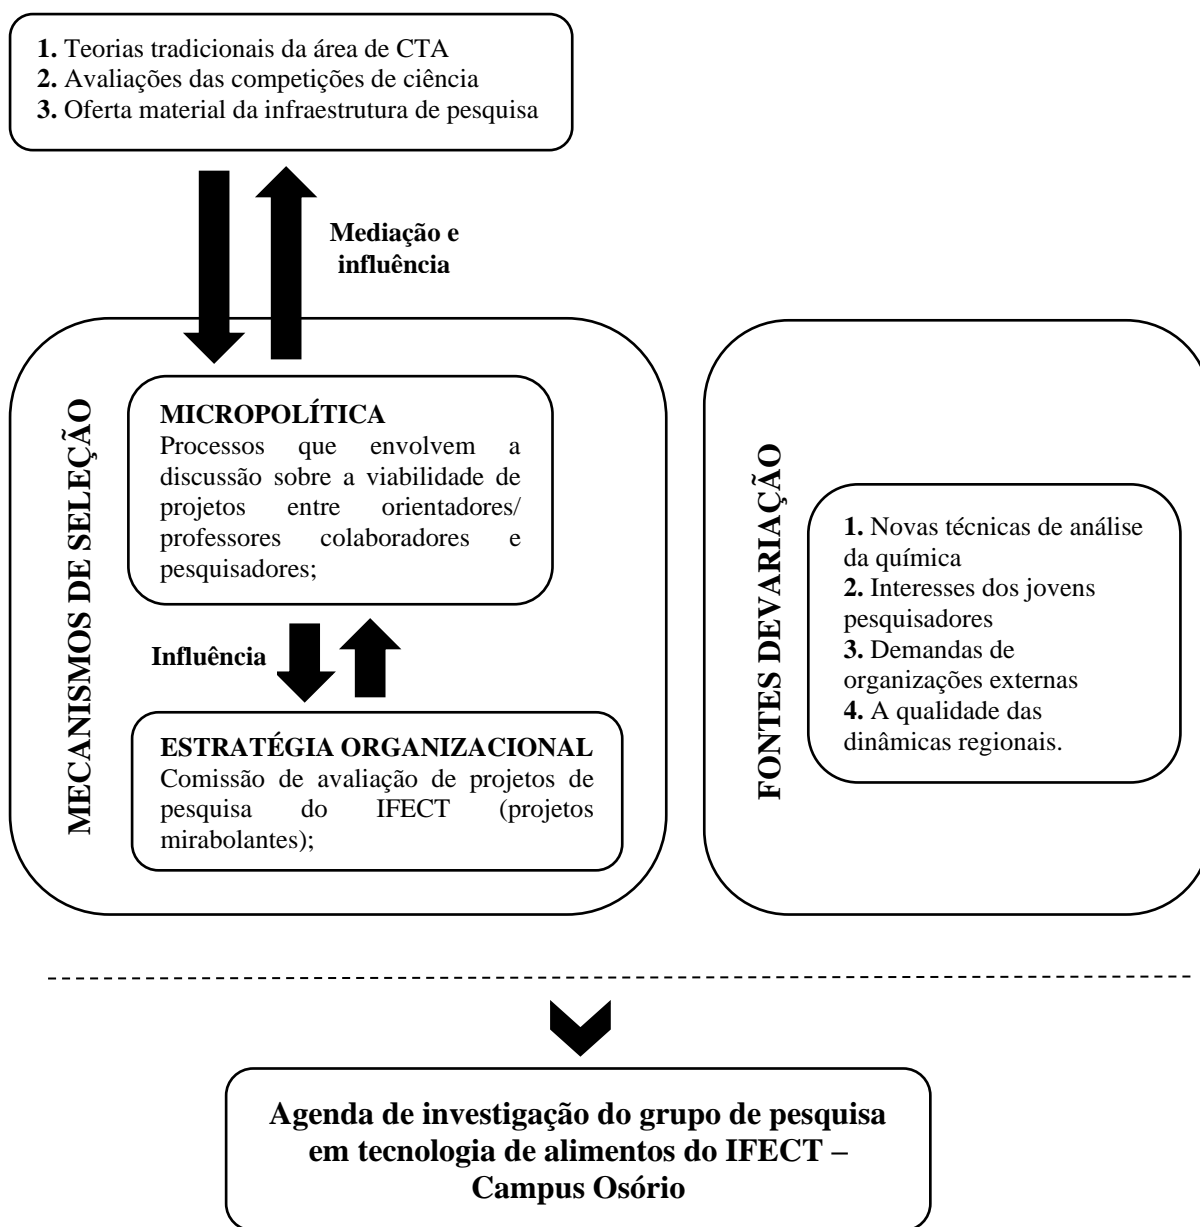 1. Teorias tradicionais da área de CTA
2. Avaliações das competições de ciência
3. Oferta material da infraestrutura de pesquisa
Mediação e
influência
MECANISMOS DE SELEÇÃO
MICROPOLÍTICA
Processos que envolvem a
discussão sobre a viabilidade de
projetos entre orientadores/
professores colaboradores e
pesquisadores;
Influência
ESTRATÉGIA ORGANIZACIONAL
Comissão de avaliação de projetos de
pesquisa do IFECT (projetos
mirabolantes);
FONTES DEVARIAÇÃO
1. Novas técnicas de análise
da química
2. Interesses dos jovens
pesquisadores
3. Demandas de
organizações externas
4. A qualidade das
dinâmicas regionais.
Agenda de investigação do grupo de pesquisa
em tecnologia de alimentos do IFECT –
Campus Osório